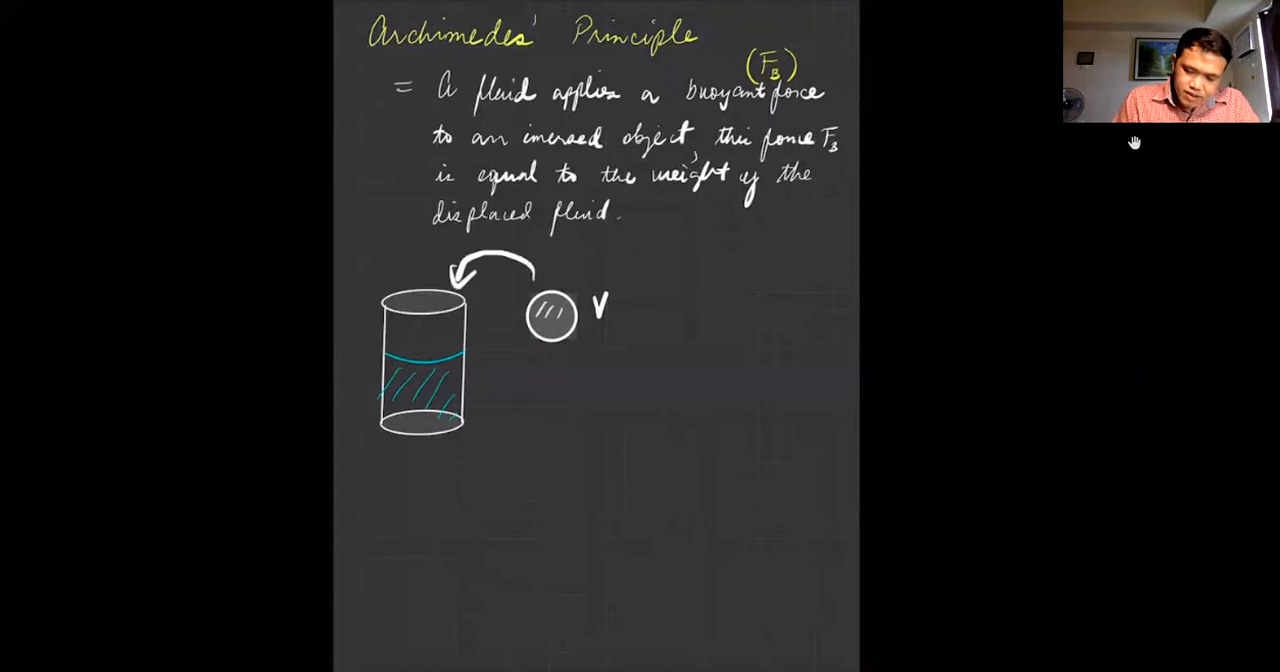 Archimedes' Principle
(F_B)
= A fluid applies a buoyant force
to an imersed object, this force F_B
is equal to the weight of the
displaced fluid.
V